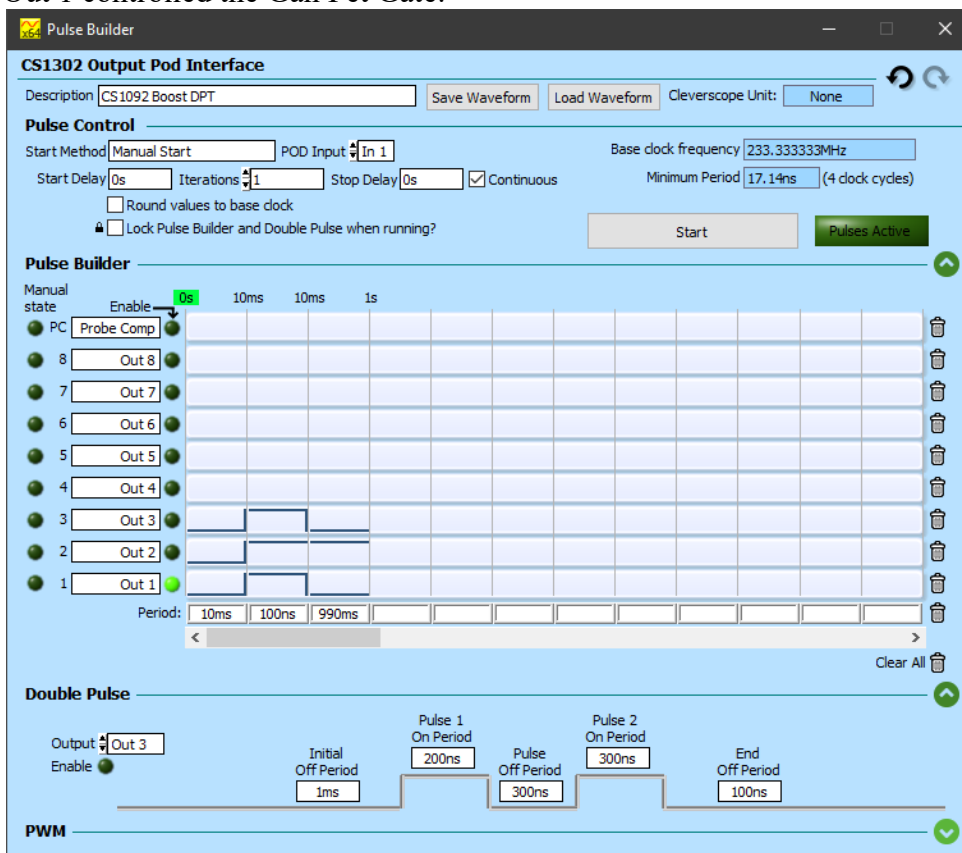 Out 1 controlled the Gan Fet Gate.
x64 Pulse Builder
CS1302 Output Pod Interface
Description CS1092 Boost DPT Save Waveform Load Waveform Cleverscope Unit: None
Pulse Control
Start Method Manual Start POD Input In 1 Base clock frequency 233.333333MHz
Start Delay 0s Iterations 1 Stop Delay 0s Continuous Minimum Period 17.14ns (4 clock cycles)
Round values to base clock
Lock Pulse Builder and Double Pulse when running? Start Pulses Active
Pulse Builder
Manual state Enable 0s 10ms 10ms 1s
PC Probe Comp
8 Out 8
7 Out 7
6 Out 6
5 Out 5
4 Out 4
3 Out 3
2 Out 2
1 Out 1
Period: 10ms 100ns 990ms
Clear All
Double Pulse
Output Out 3
Enable
Initial Off Period 1ms
Pulse 1 On Period 200ns
Pulse Off Period 300ns
Pulse 2 On Period 300ns
End Off Period 100ns
PWM